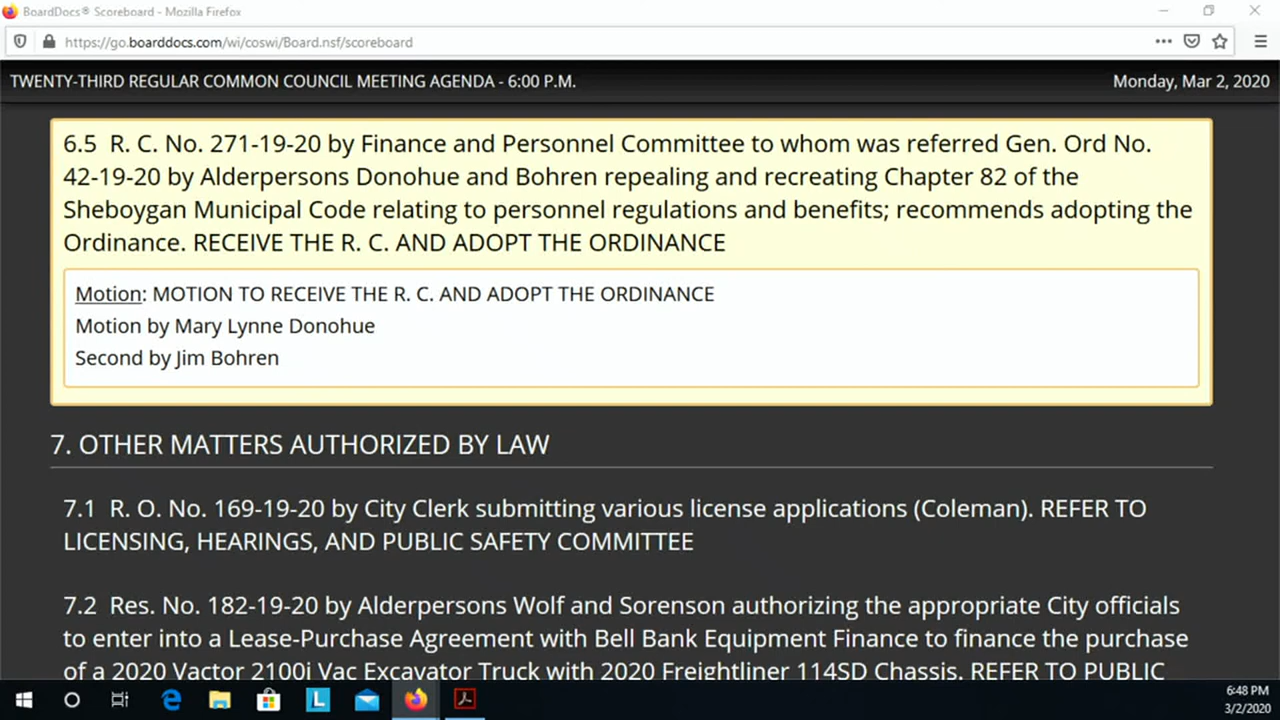 BoardDocs® Scoreboard - Mozilla Firefox
https://go.boarddocs.com/wi/coswi/Board.nsf/scoreboard
TWENTY-THIRD REGULAR COMMON COUNCIL MEETING AGENDA - 6:00 P.M. Monday, Mar 2, 2020
6.5 R. C. No. 271-19-20 by Finance and Personnel Committee to whom was referred Gen. Ord No.
42-19-20 by Alderpersons Donohue and Bohren repealing and recreating Chapter 82 of the
Sheboygan Municipal Code relating to personnel regulations and benefits; recommends adopting the
Ordinance. RECEIVE THE R. C. AND ADOPT THE ORDINANCE
Motion: MOTION TO RECEIVE THE R. C. AND ADOPT THE ORDINANCE
Motion by Mary Lynne Donohue
Second by Jim Bohren
7. OTHER MATTERS AUTHORIZED BY LAW
7.1 R. O. No. 169-19-20 by City Clerk submitting various license applications (Coleman). REFER TO
LICENSING, HEARINGS, AND PUBLIC SAFETY COMMITTEE
7.2 Res. No. 182-19-20 by Alderpersons Wolf and Sorenson authorizing the appropriate City officials
to enter into a Lease-Purchase Agreement with Bell Bank Equipment Finance to finance the purchase
of a 2020 Vactor 2100i Vac Excavator Truck with 2020 Freightliner 114SD Chassis. REFER TO PUBLIC
L
6:48 PM
3/2/2020